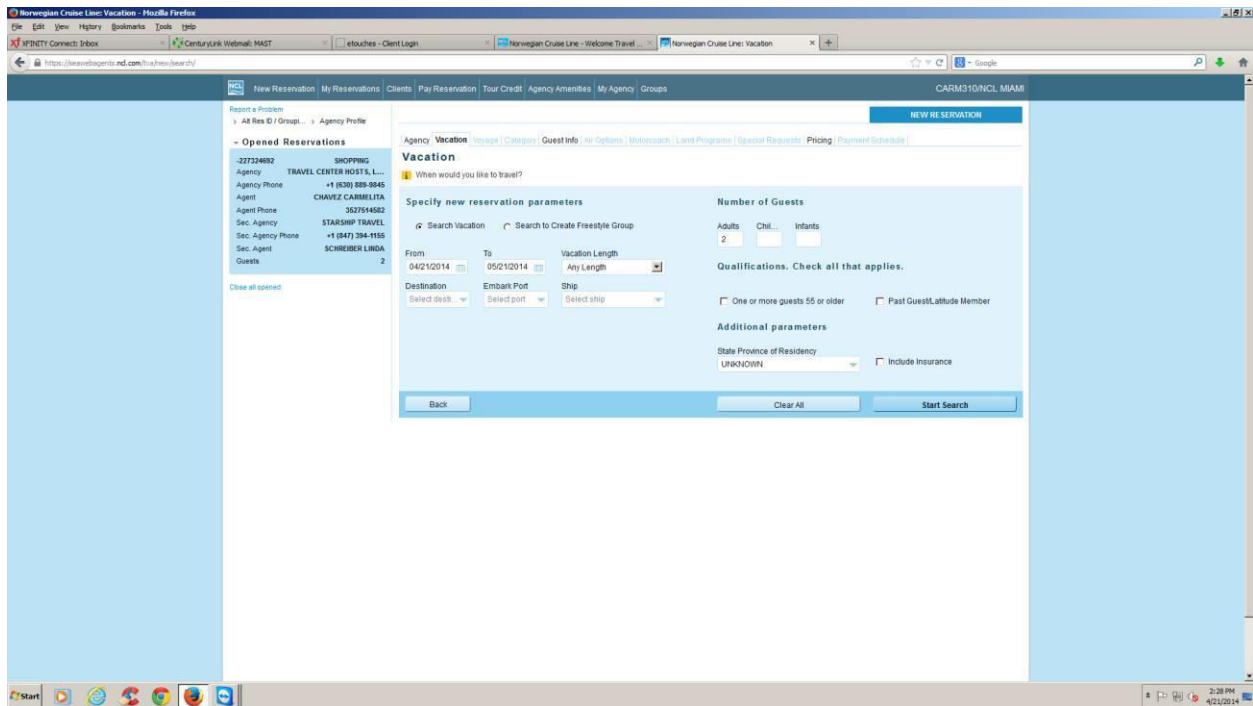 Norwegian Cruise Line: Vacation - Mozilla Firefox
File Edit View History Bookmarks Tools Help
XFINITY Connect: Inbox CenturyLink Webmail: MAST etouches - Client Login Norwegian Cruise Line - Welcome Travel ... Norwegian Cruise Line: Vacation
https://seawebagents.ncl.com/tva/new/search/ Google
NCL New Reservation My Reservations Clients Pay Reservation Tour Credit Agency Amenities My Agency Groups CARM310/NCL MIAMI
Report a Problem
Alt Res ID / Groupi... Agency Profile
NEW RESERVATION
- Opened Reservations
-227324692 SHOPPING
Agency TRAVEL CENTER HOSTS, L...
Agency Phone +1 (630) 889-9845
Agent CHAVEZ CARMELITA
Agent Phone 3527514582
Sec. Agency STARSHIP TRAVEL
Sec. Agency Phone +1 (847) 394-1155
Sec. Agent SCHREIBER LINDA
Guests 2
Close all opened
Agency Vacation Voyage Category Guest Info Air Options Motorcoach Land Programs Special Requests Pricing Payment Schedule
Vacation
When would you like to travel?
Specify new reservation parameters
Search Vacation Search to Create Freestyle Group
From To Vacation Length
04/21/2014 05/21/2014 Any Length
Destination Embark Port Ship
Select desti... Select port Select ship
Number of Guests
Adults Chil... Infants
2
Qualifications. Check all that applies.
One or more guests 55 or older Past Guest/Latitude Member
Additional parameters
State Province of Residency
UNKNOWN Include Insurance
Back Clear All Start Search
Start 2:28 PM
4/21/2014